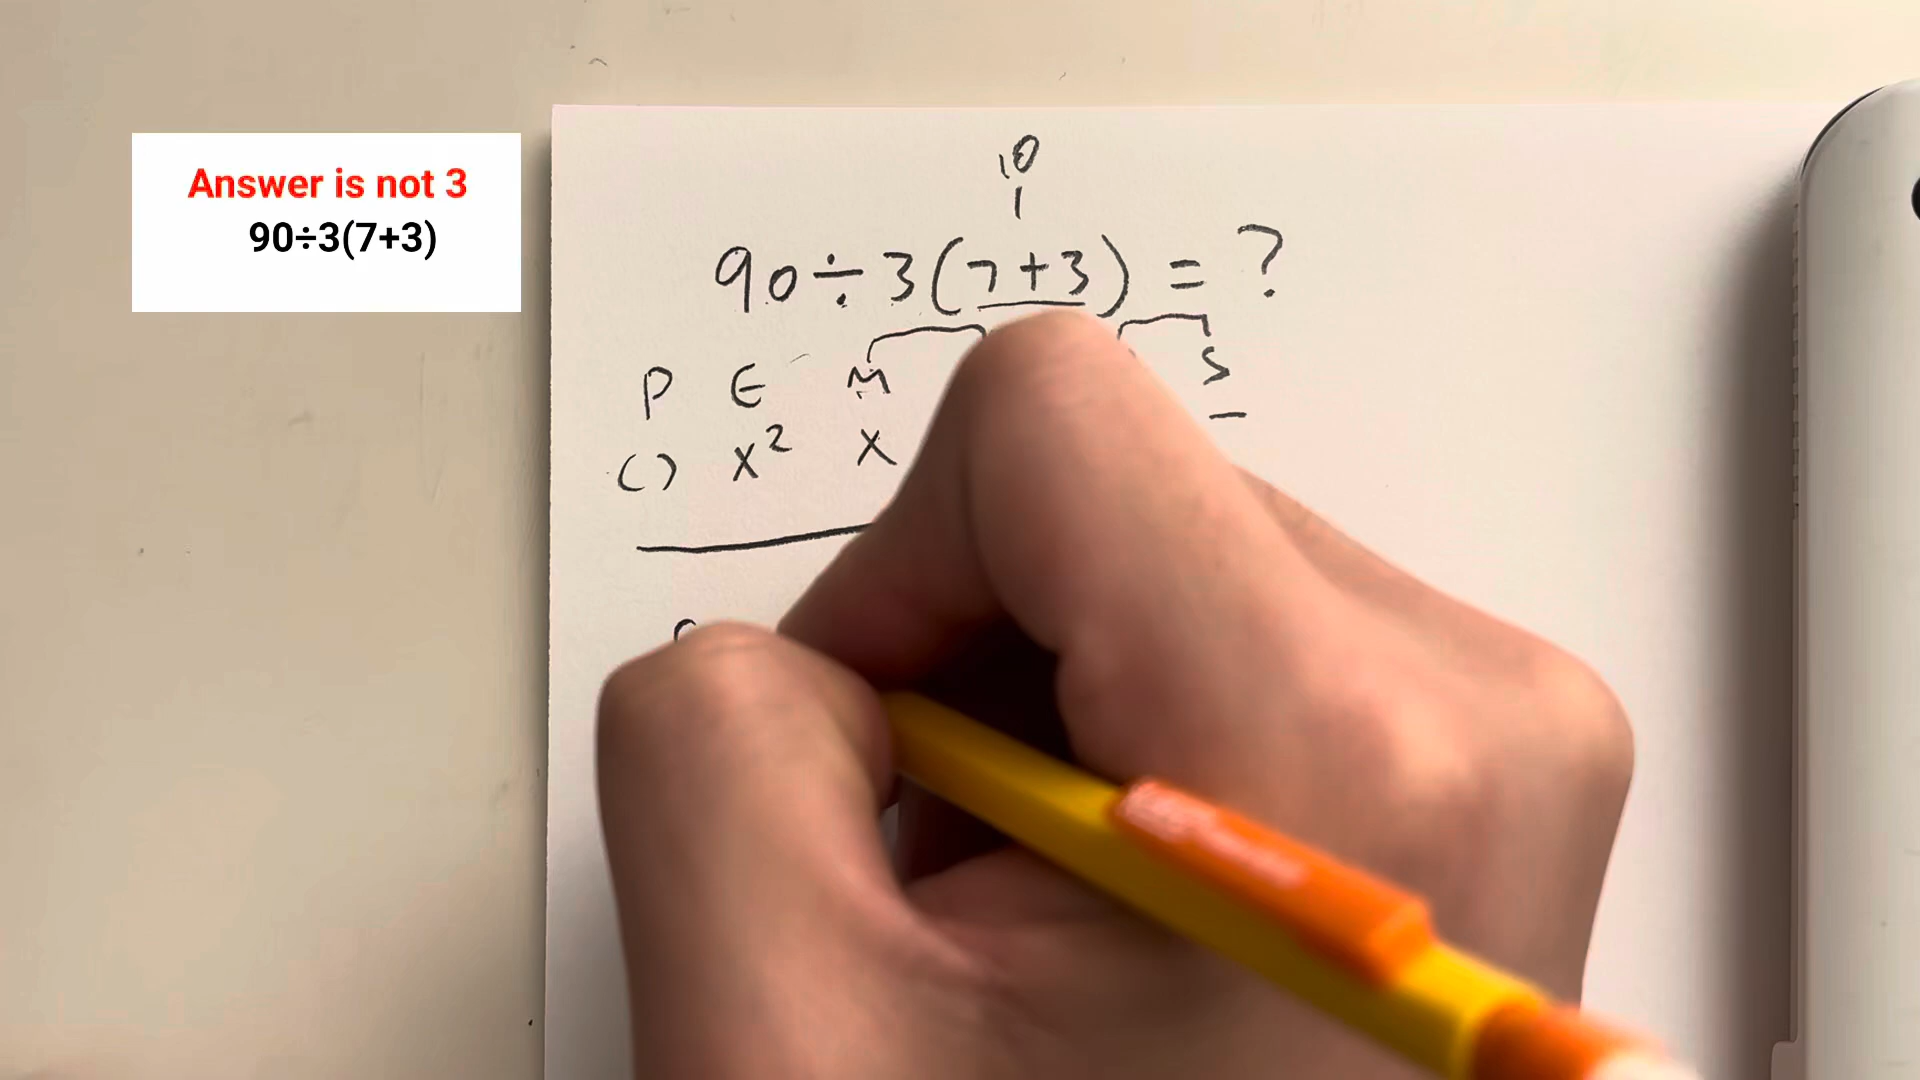 Answer is not 3
90÷3(7+3)
10
90÷3(7+3) = ?
P E M S
( ) x² x −